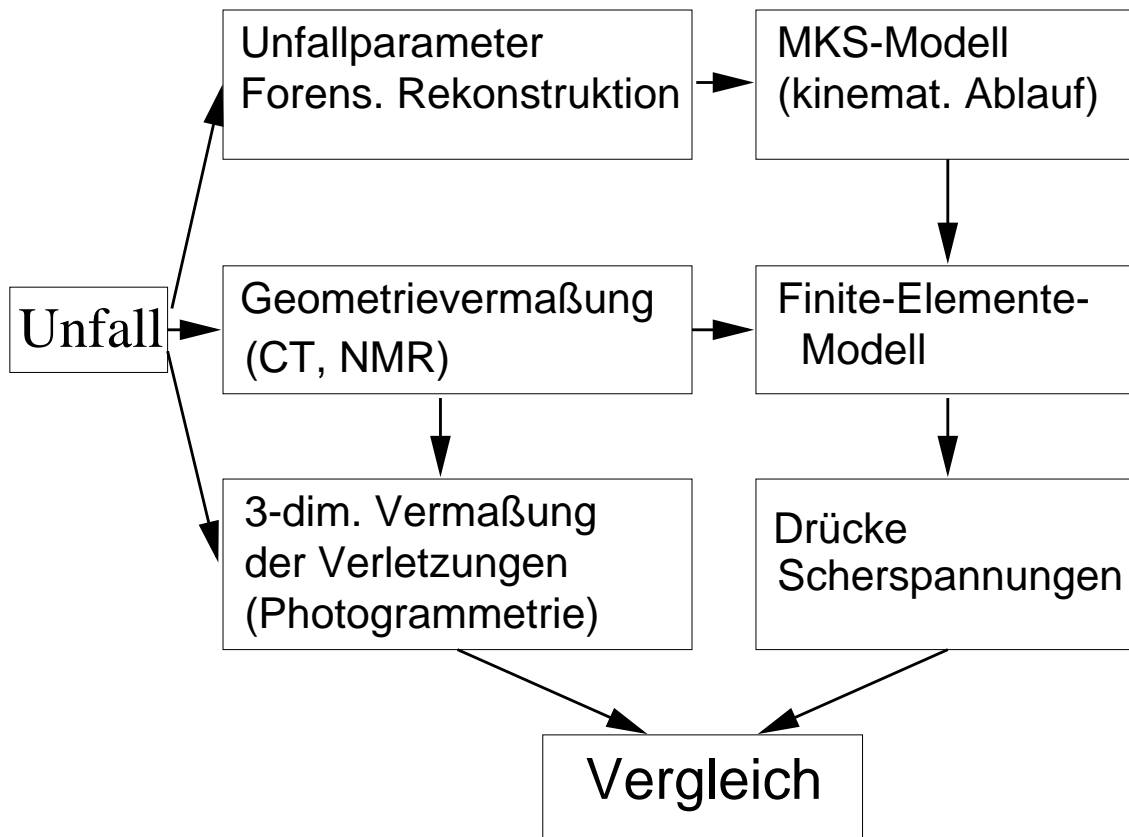 Unfallparameter
Forens. Rekonstruktion
MKS-Modell
(kinemat. Ablauf)
Unfall
Geometrievermaßung
(CT, NMR)
Finite-Elemente-
Modell
3-dim. Vermaßung
der Verletzungen
(Photogrammetrie)
Drücke
Scherspannungen
Vergleich